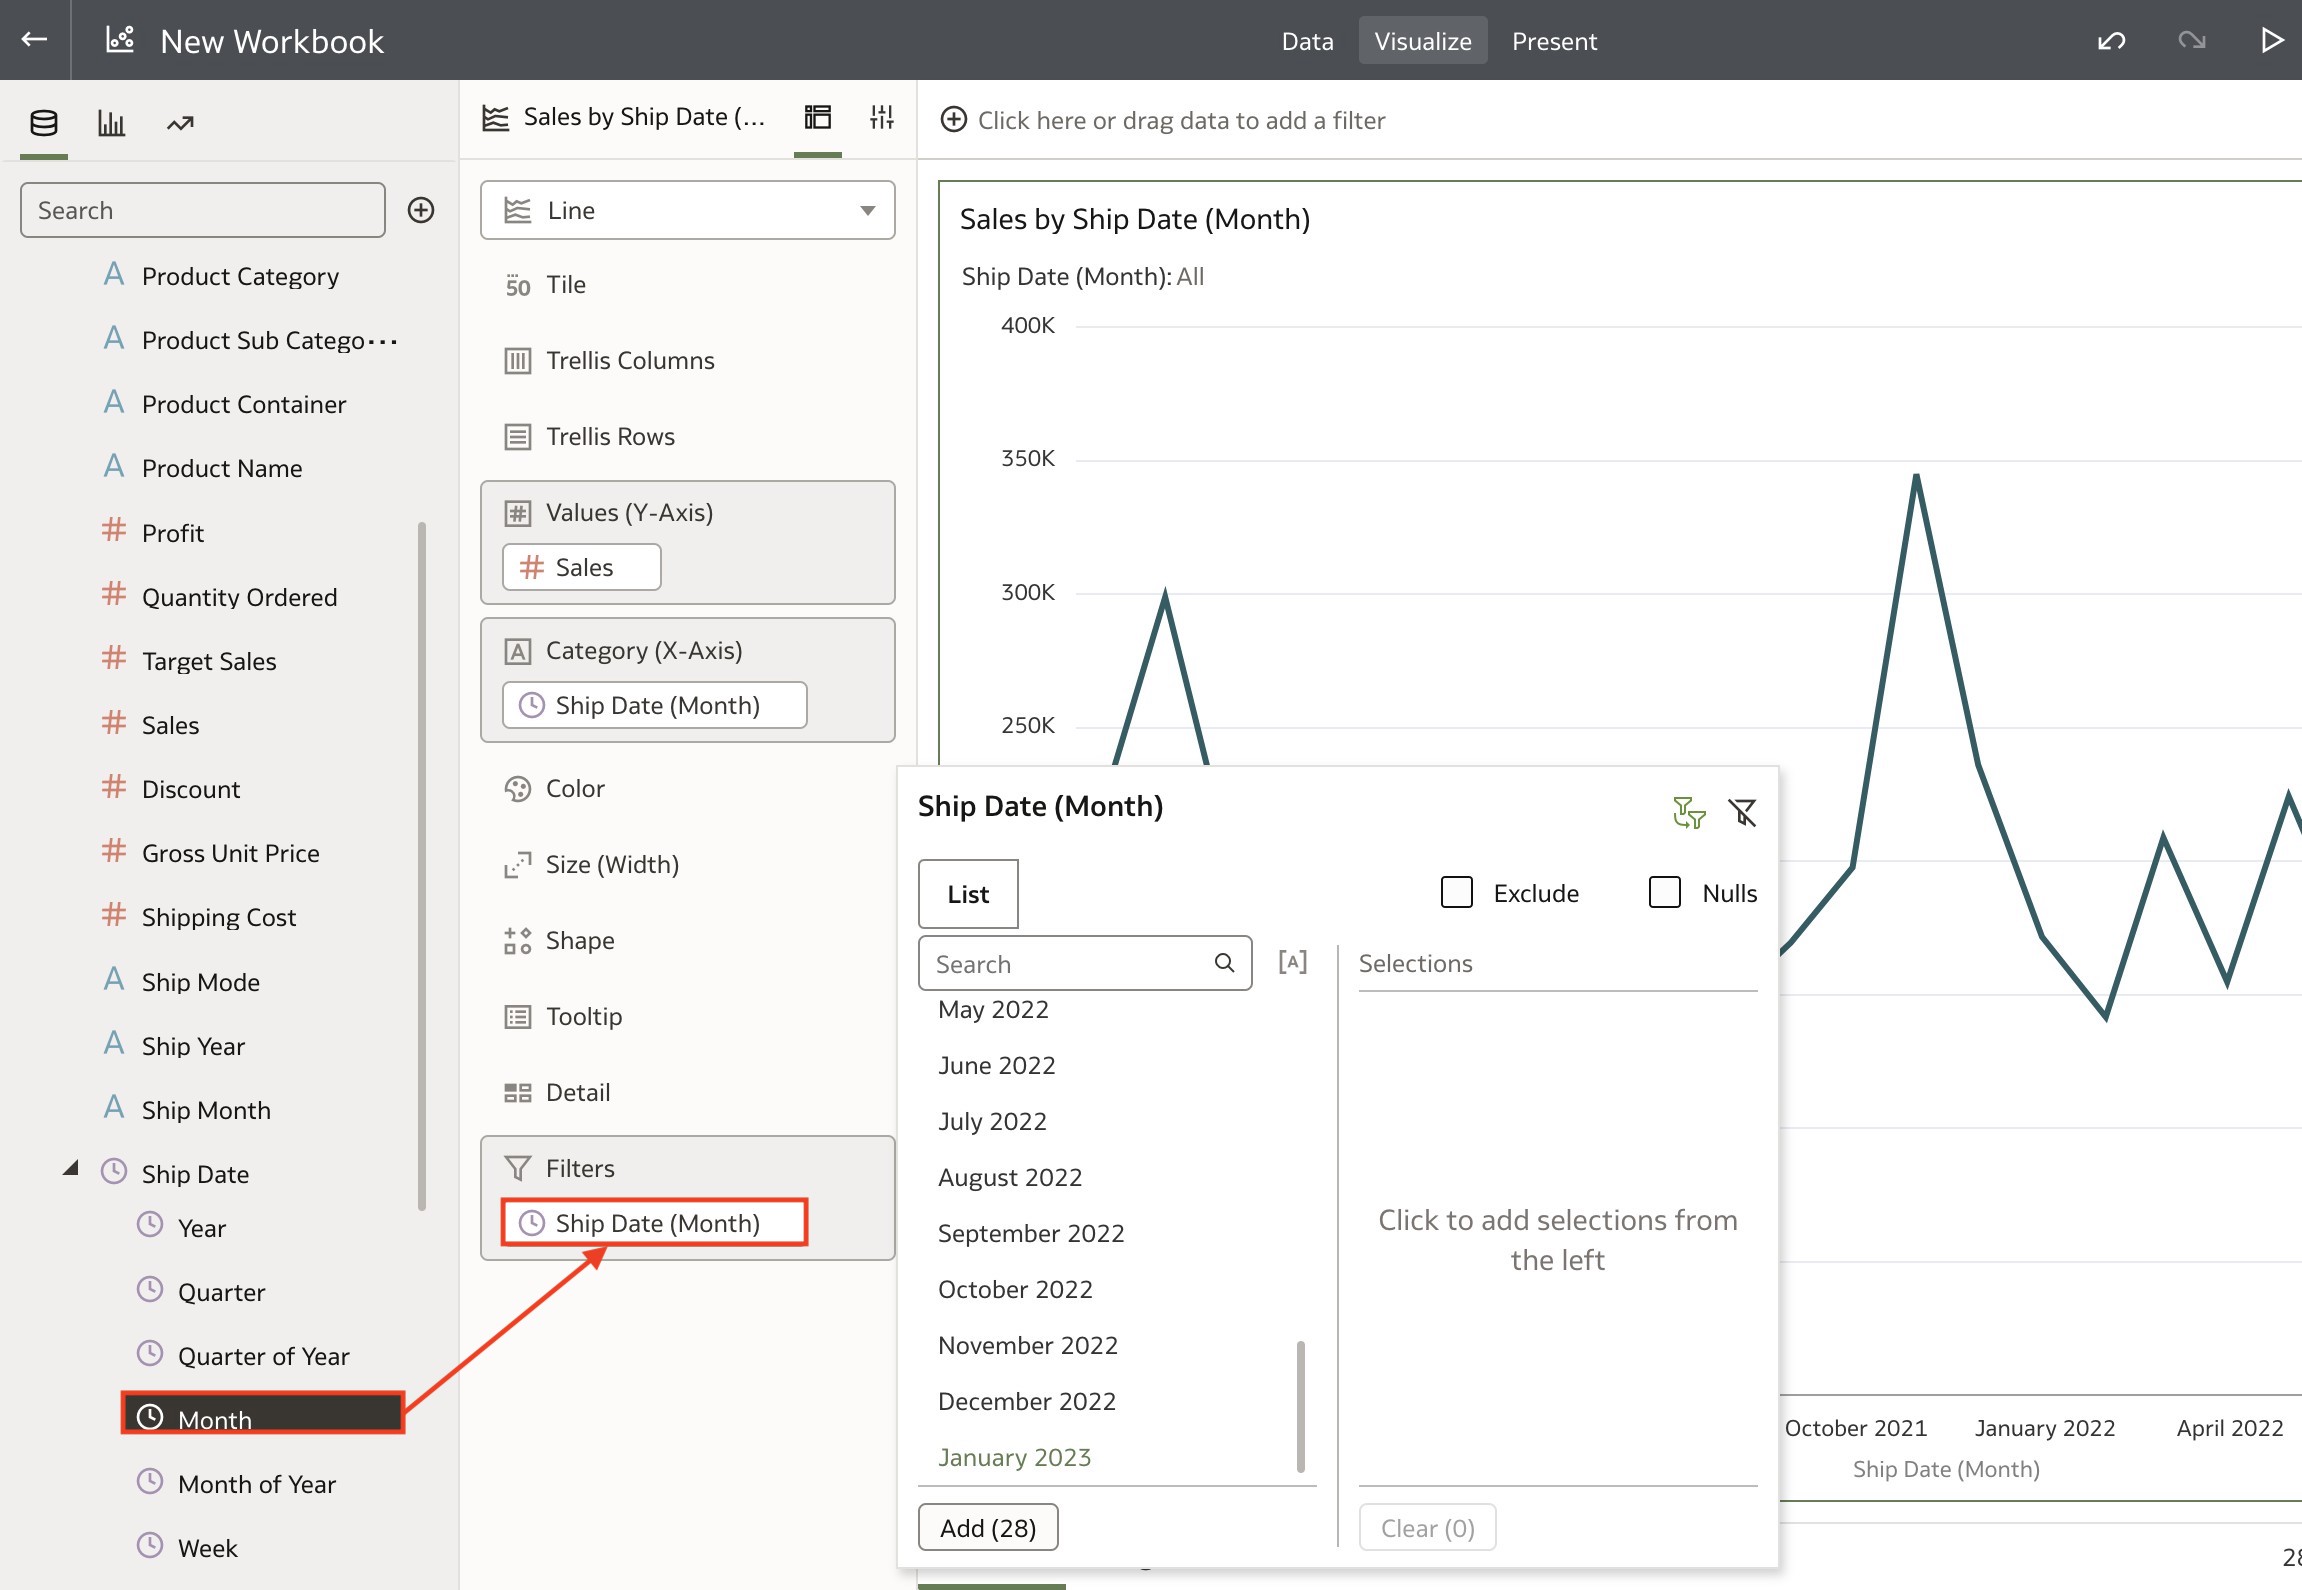 New Workbook
Data
Visualize
Present
Search
Product Category
Product Sub Catego...
Product Container
Product Name
Profit
Quantity Ordered
Target Sales
Sales
Discount
Gross Unit Price
Shipping Cost
Ship Mode
Ship Year
Ship Month
Ship Date
Year
Quarter
Quarter of Year
Month
Month of Year
Week
Sales by Ship Date (...
Line
50 Tile
Trellis Columns
Trellis Rows
Values (Y-Axis)
Sales
Category (X-Axis)
Ship Date (Month)
Color
Size (Width)
Shape
Tooltip
Detail
Filters
Ship Date (Month)
Click here or drag data to add a filter
Sales by Ship Date (Month)
Ship Date (Month): All
400K
350K
300K
250K
Ship Date (Month)
List
Exclude
Nulls
Search
[A]
Selections
May 2022
June 2022
July 2022
August 2022
September 2022
October 2022
November 2022
December 2022
January 2023
Click to add selections from
the left
Add (28)
Clear (0)
October 2021
January 2022
April 2022
Ship Date (Month)